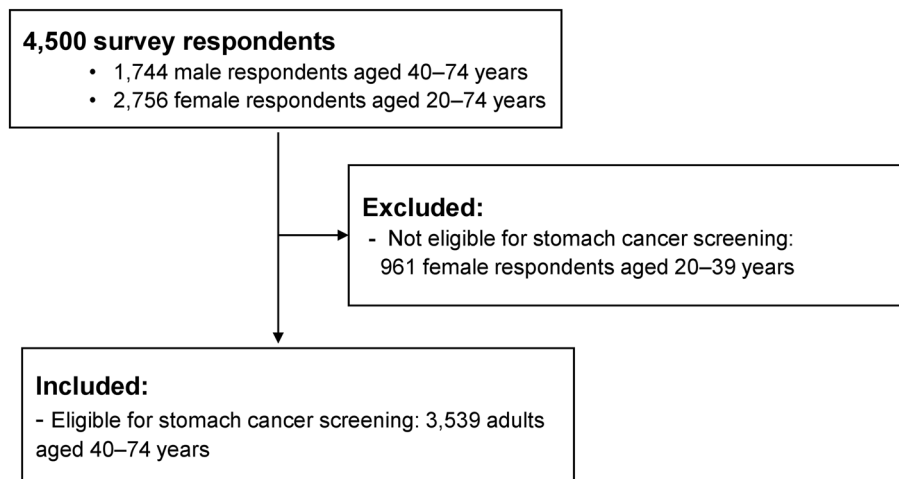 4,500 survey respondents
• 1,744 male respondents aged 40–74 years
• 2,756 female respondents aged 20–74 years
Excluded:
- Not eligible for stomach cancer screening:
961 female respondents aged 20–39 years
Included:
- Eligible for stomach cancer screening: 3,539 adults
aged 40–74 years